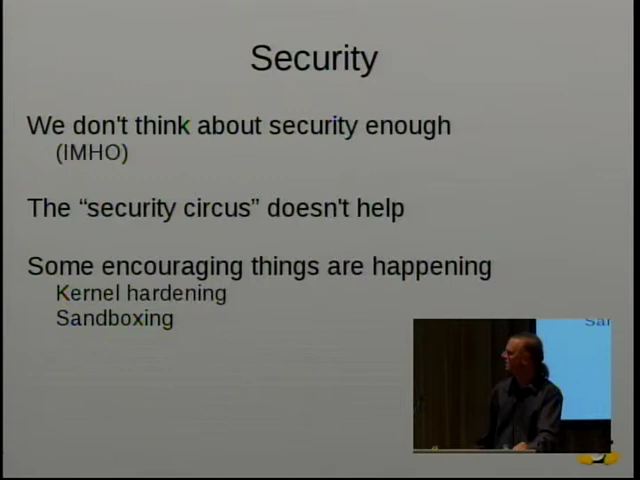 Security
We don't think about security enough
(IMHO)
The “security circus” doesn't help
Some encouraging things are happening
Kernel hardening
Sandboxing
Sar